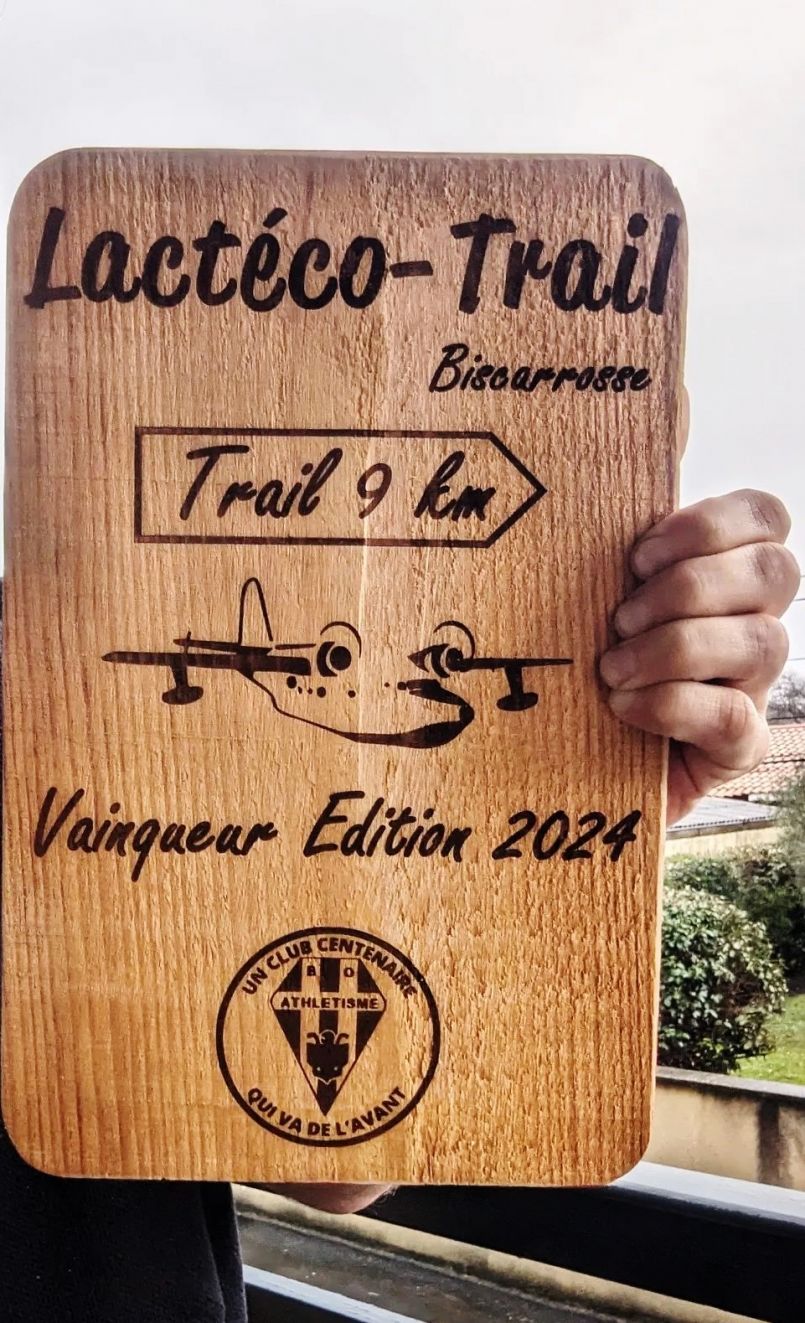 Lactéco-Trail
Biscarrosse
Trail 9 km
Vainqueur Edition 2024
UN CLUB CENTENAIRE
B O
ATHLETISME
QUI VA DE L'AVANT